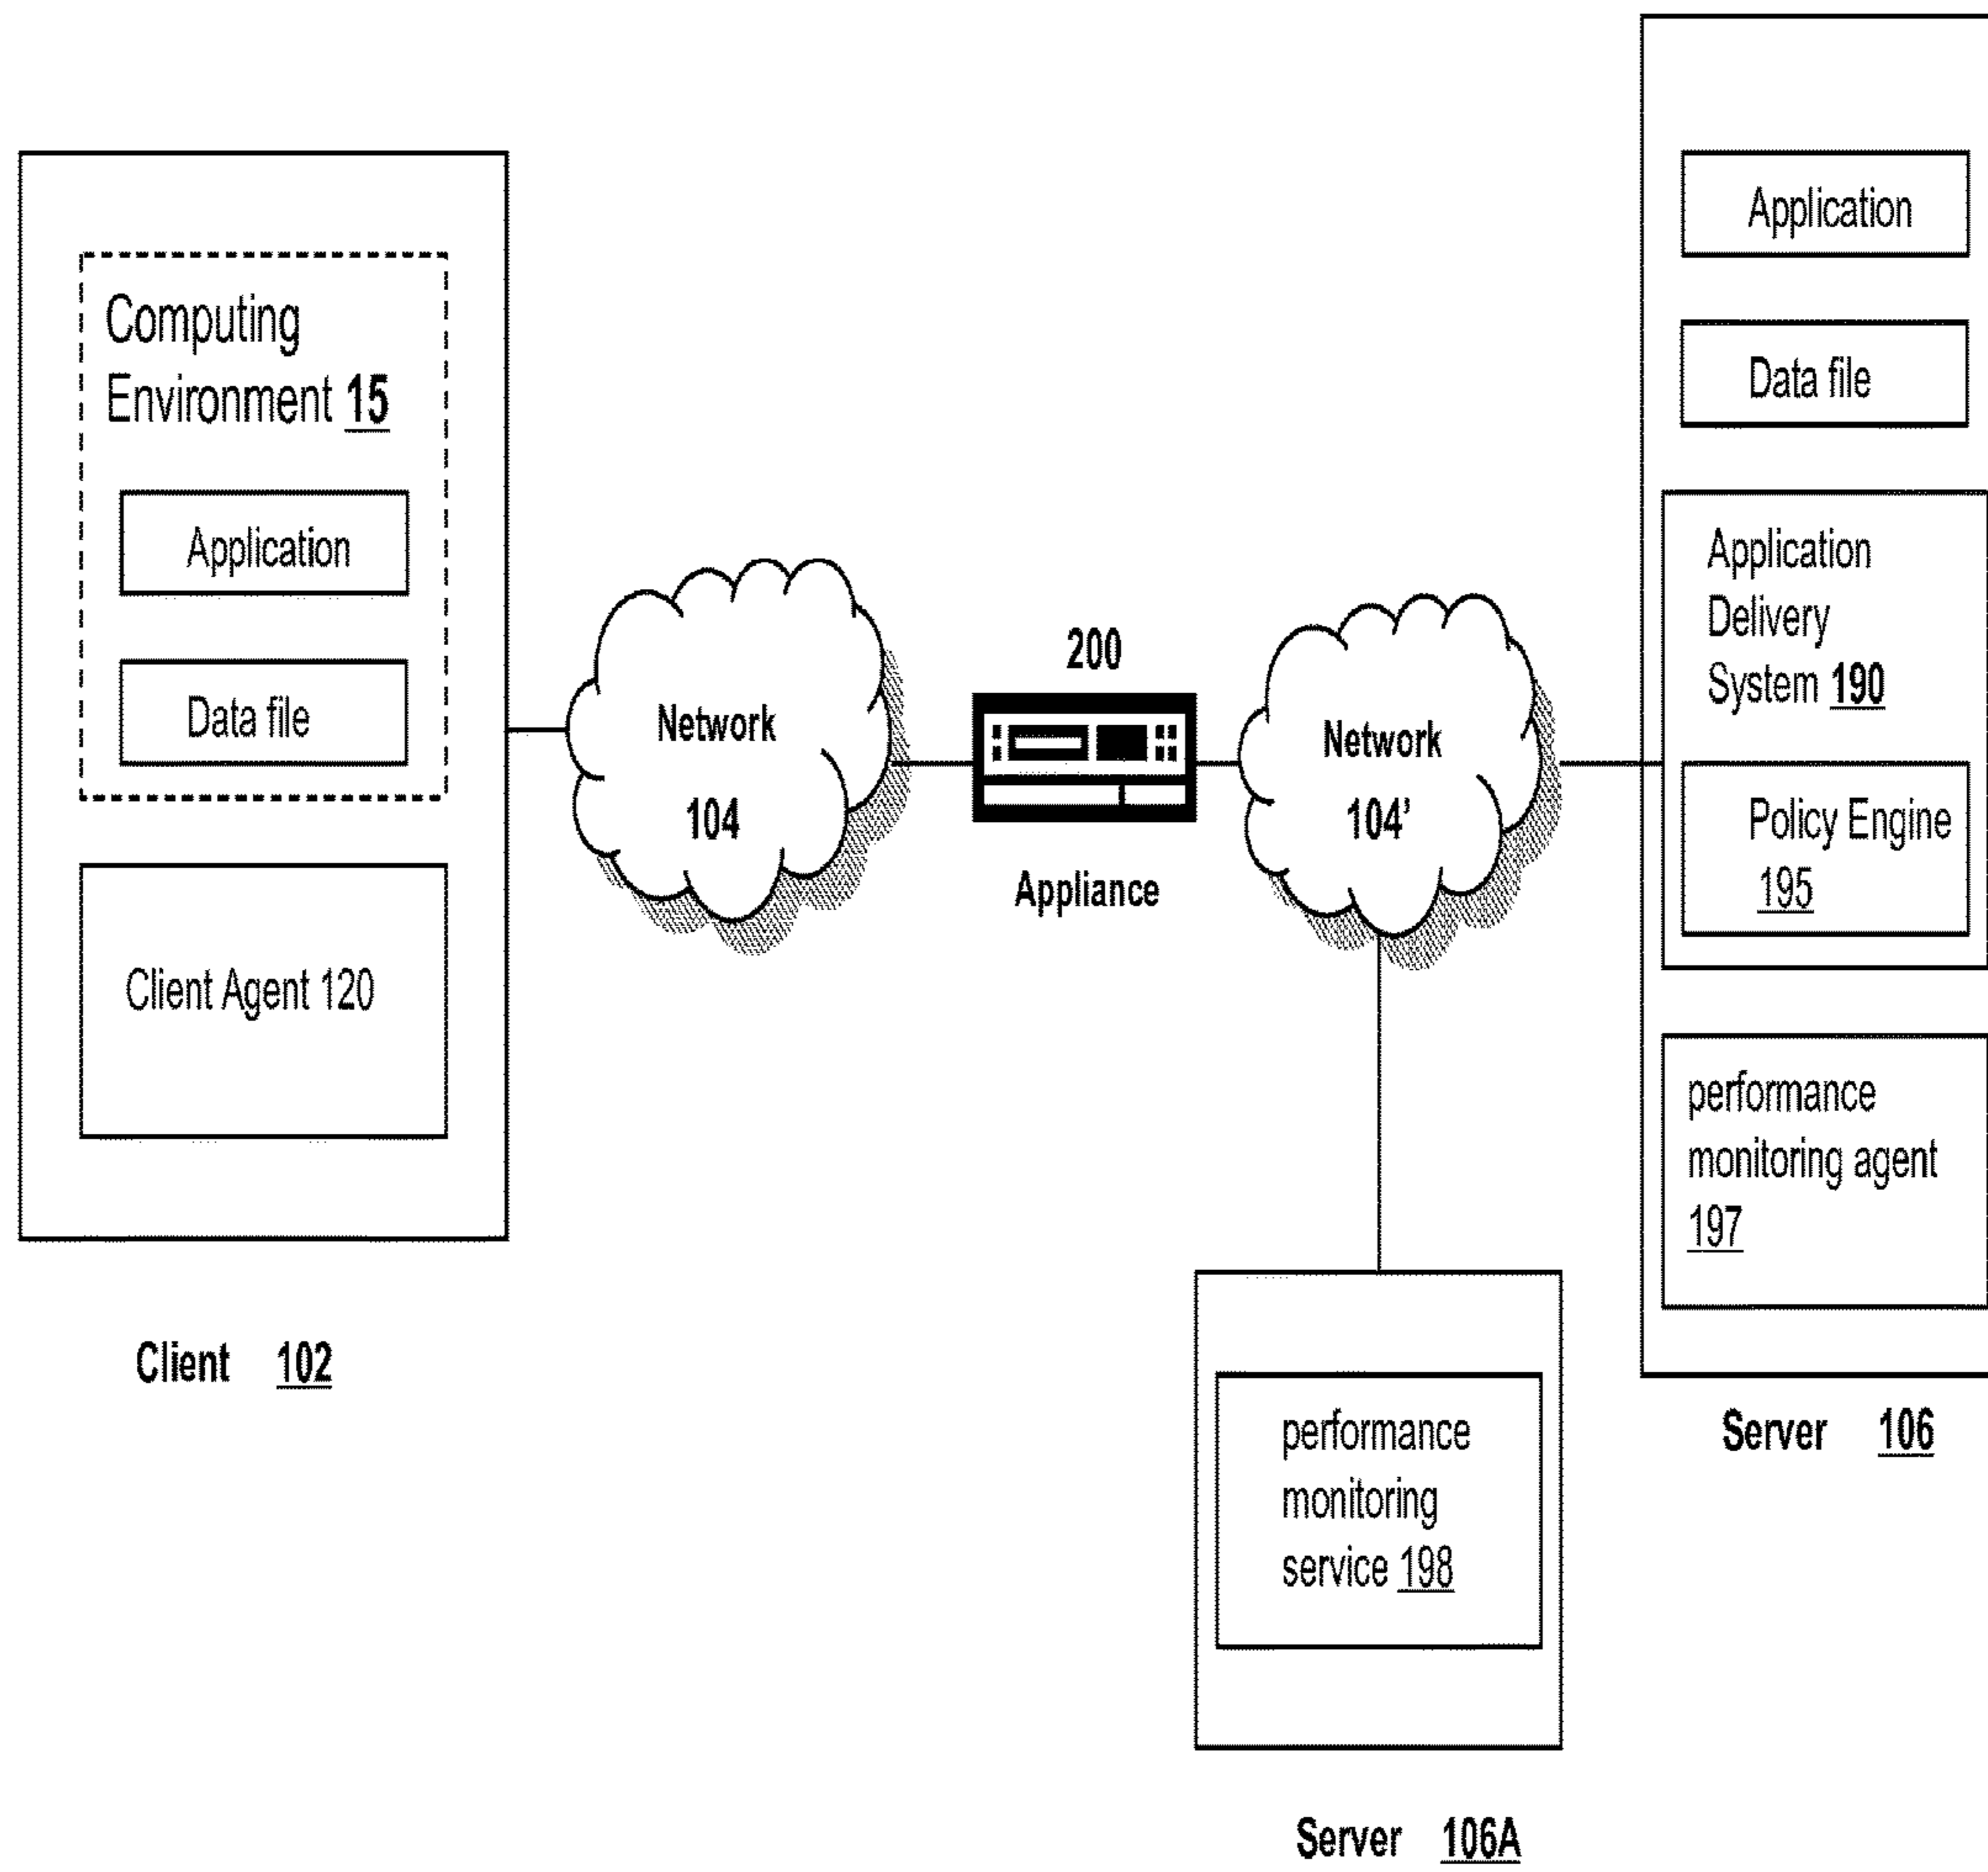 Computing
Environment 15
Application
Data file
Client Agent 120
Client 102
Network
104
200
Appliance
Network
104'
Application
Data file
Application
Delivery
System 190
Policy Engine
195
performance
monitoring agent
197
Server 106
performance
monitoring
service 198
Server 106A